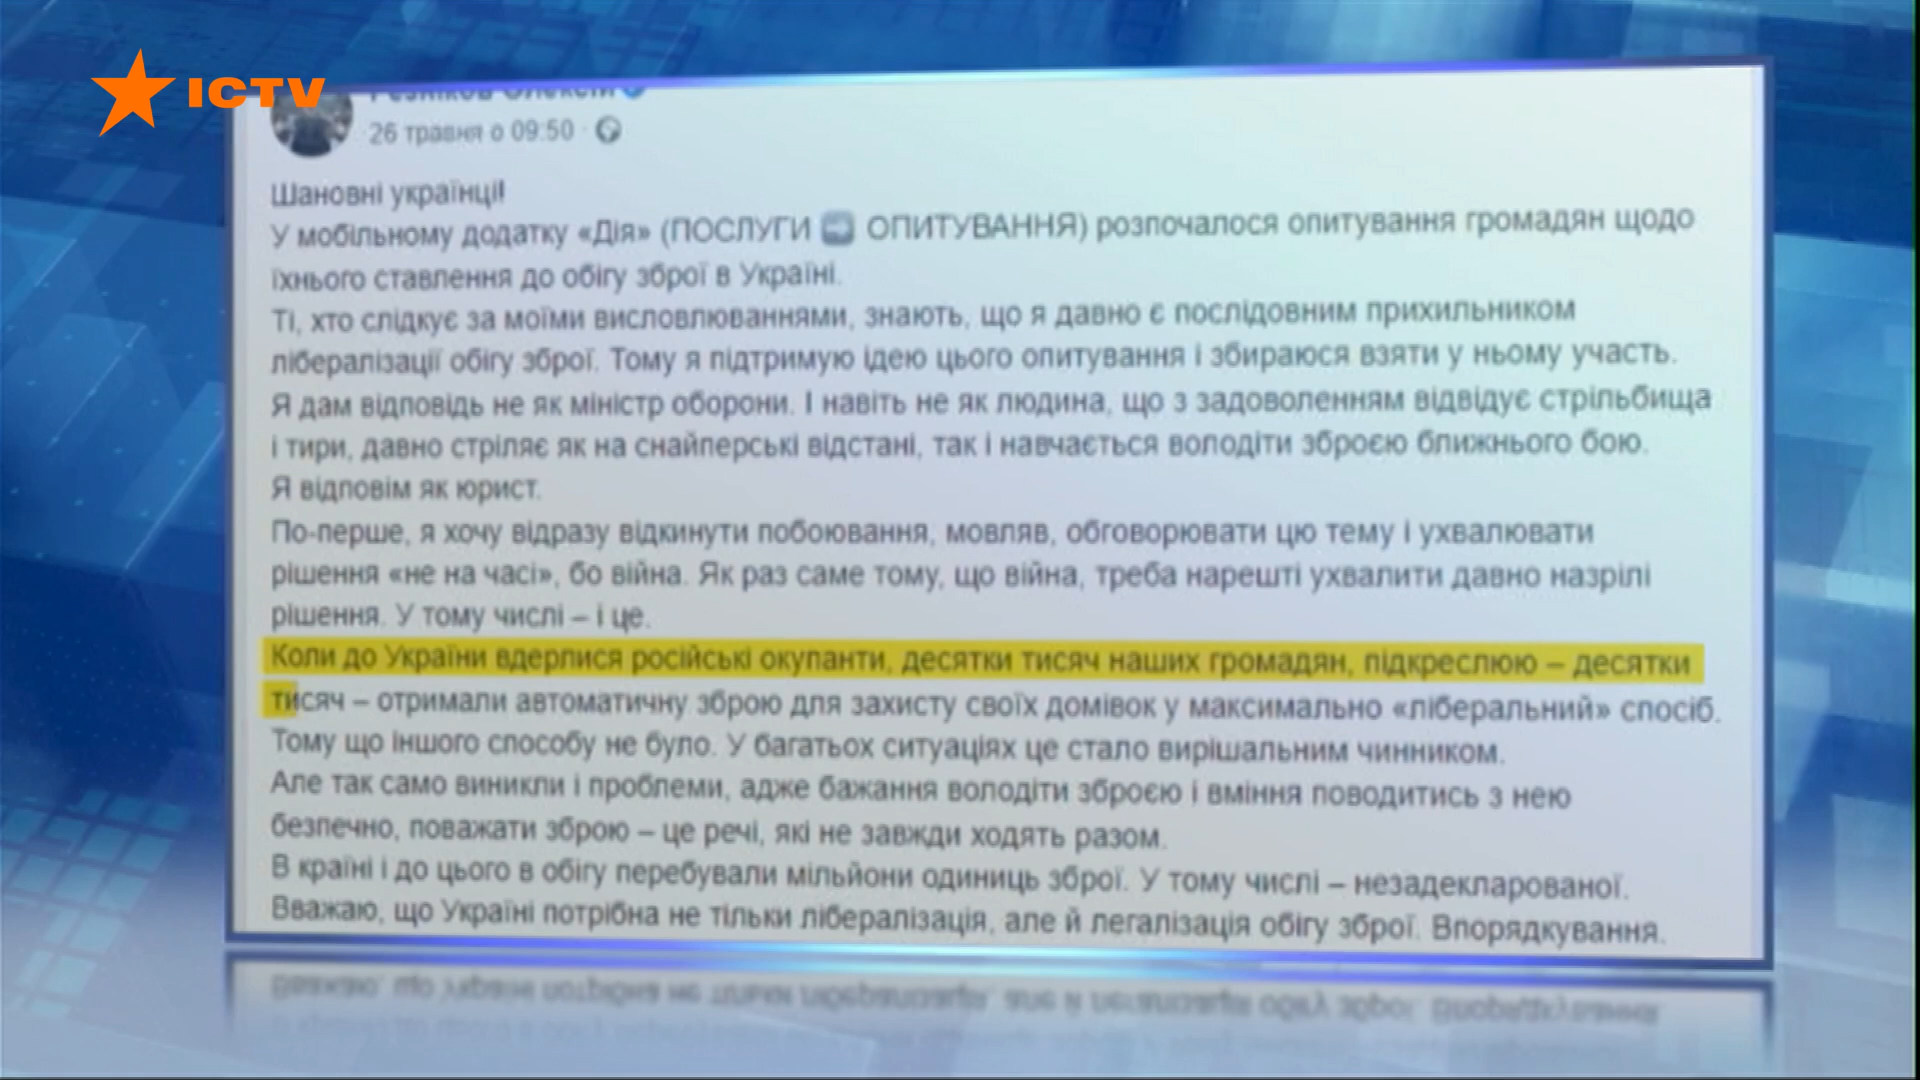 ICTV
Резніков Олексій
26 травня о 09:50
Шановні українці!
У мобільному додатку «Дія» (ПОСЛУГИ ➡ ОПИТУВАННЯ) розпочалося опитування громадян щодо
їхнього ставлення до обігу зброї в Україні.
Ті, хто слідкує за моїми висловлюваннями, знають, що я давно є послідовним прихильником
лібералізації обігу зброї. Тому я підтримую ідею цього опитування і збираюся взяти у ньому участь.
Я дам відповідь не як міністр оборони. І навіть не як людина, що з задоволенням відвідує стрільбища
і тири, давно стріляє як на снайперські відстані, так і навчається володіти зброєю ближнього бою.
Я відповім як юрист.
По-перше, я хочу відразу відкинути побоювання, мовляв, обговорювати цю тему і ухвалювати
рішення «не на часі», бо війна. Як раз саме тому, що війна, треба нарешті ухвалити давно назрілі
рішення. У тому числі – і це.
Коли до України вдерлися російські окупанти, десятки тисяч наших громадян, підкреслюю – десятки
тисяч – отримали автоматичну зброю для захисту своїх домівок у максимально «ліберальний» спосіб.
Тому що іншого способу не було. У багатьох ситуаціях це стало вирішальним чинником.
Але так само виникли і проблеми, адже бажання володіти зброєю і вміння поводитись з нею
безпечно, поважати зброю – це речі, які не завжди ходять разом.
В країні і до цього в обігу перебували мільйони одиниць зброї. У тому числі – незадекларованої.
Вважаю, що Україні потрібна не тільки лібералізація, але й легалізація обігу зброї. Впорядкування.